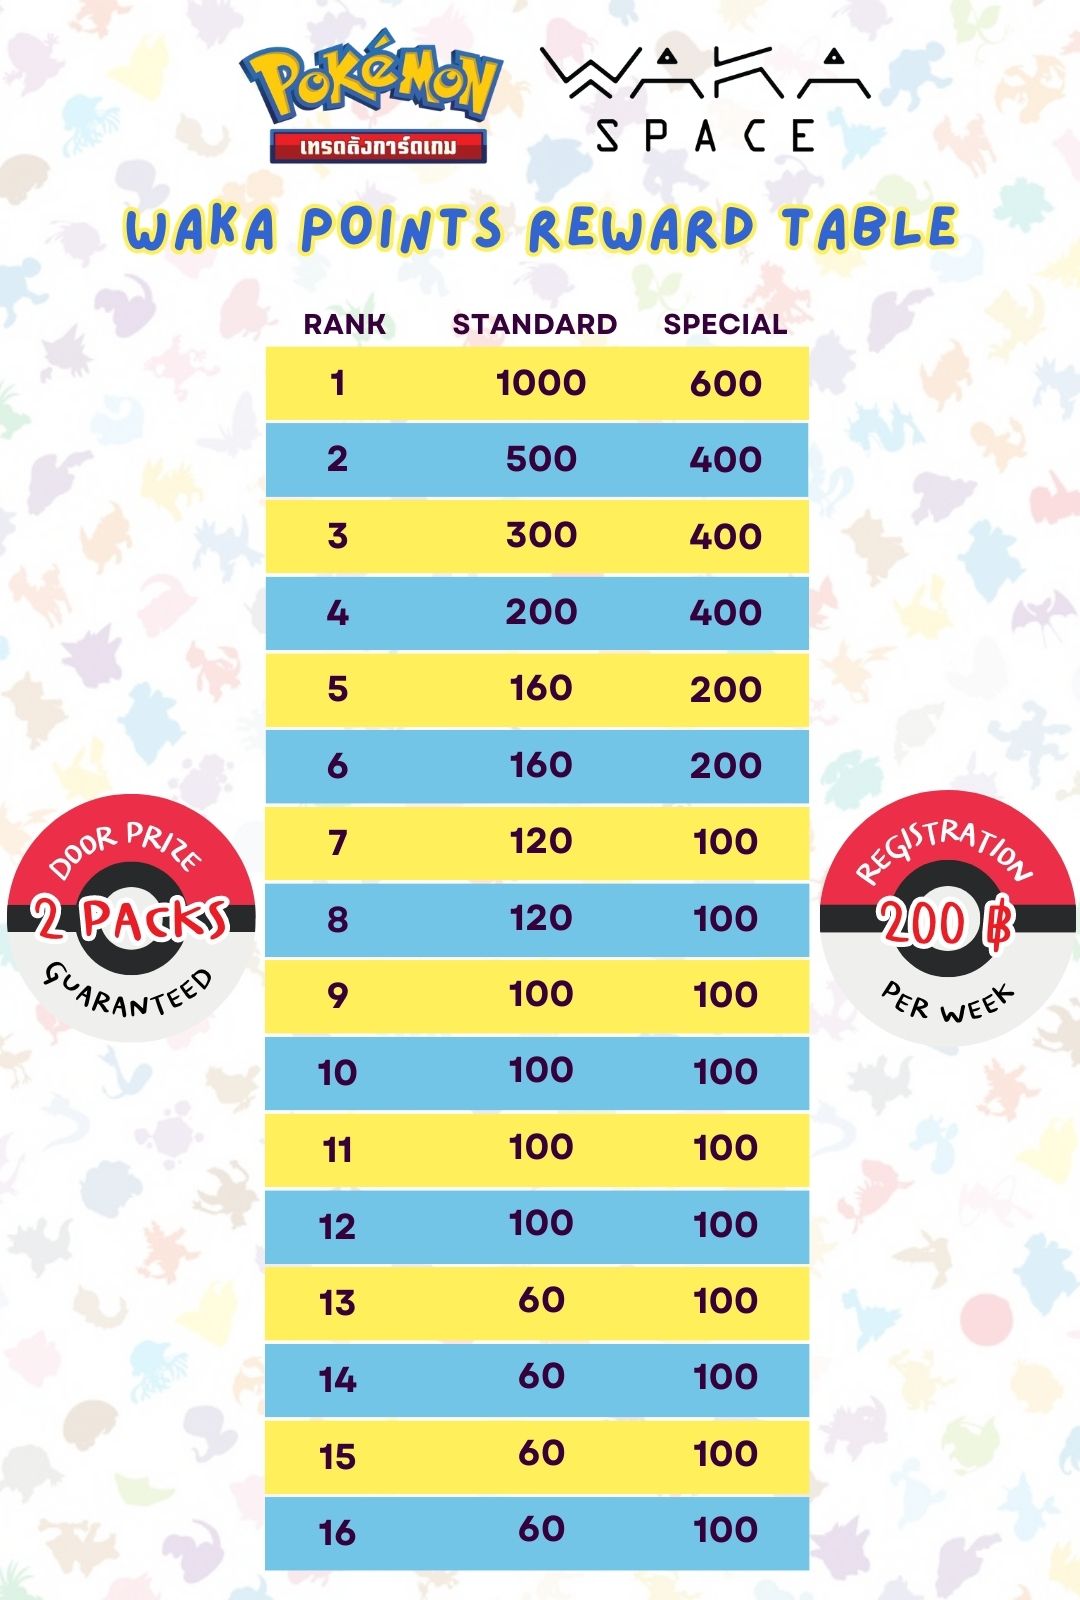 POKÉMON
เทรดดิ้งการ์ดเกม
WAKA
SPACE
WAKA POINTS REWARD TABLE
RANK STANDARD SPECIAL
1 1000 600
2 500 400
3 300 400
4 200 400
5 160 200
6 160 200
7 120 100
8 120 100
9 100 100
10 100 100
11 100 100
12 100 100
13 60 100
14 60 100
15 60 100
16 60 100
DOOR PRIZE
2 PACKS
GUARANTEED
REGISTRATION
200 ฿
PER WEEK